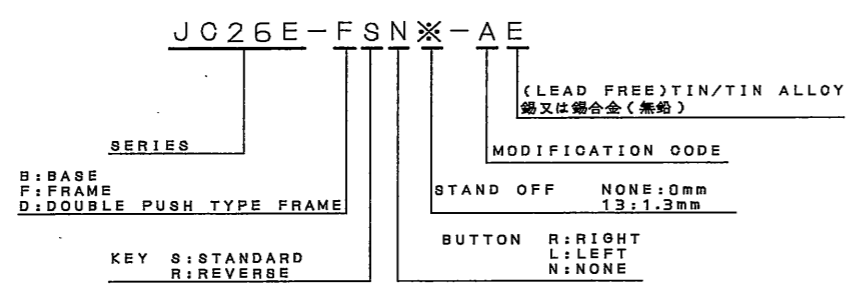 JC26E-FSN※-AE
(LEAD FREE)TIN/TIN ALLOY
錫又は錫合金(無鉛)
SERIES
MODIFICATION CODE
B:BASE
F:FRAME
D:DOUBLE PUSH TYPE FRAME
STAND OFF NONE:0mm
13:1.3mm
KEY S:STANDARD
R:REVERSE
BUTTON R:RIGHT
L:LEFT
N:NONE